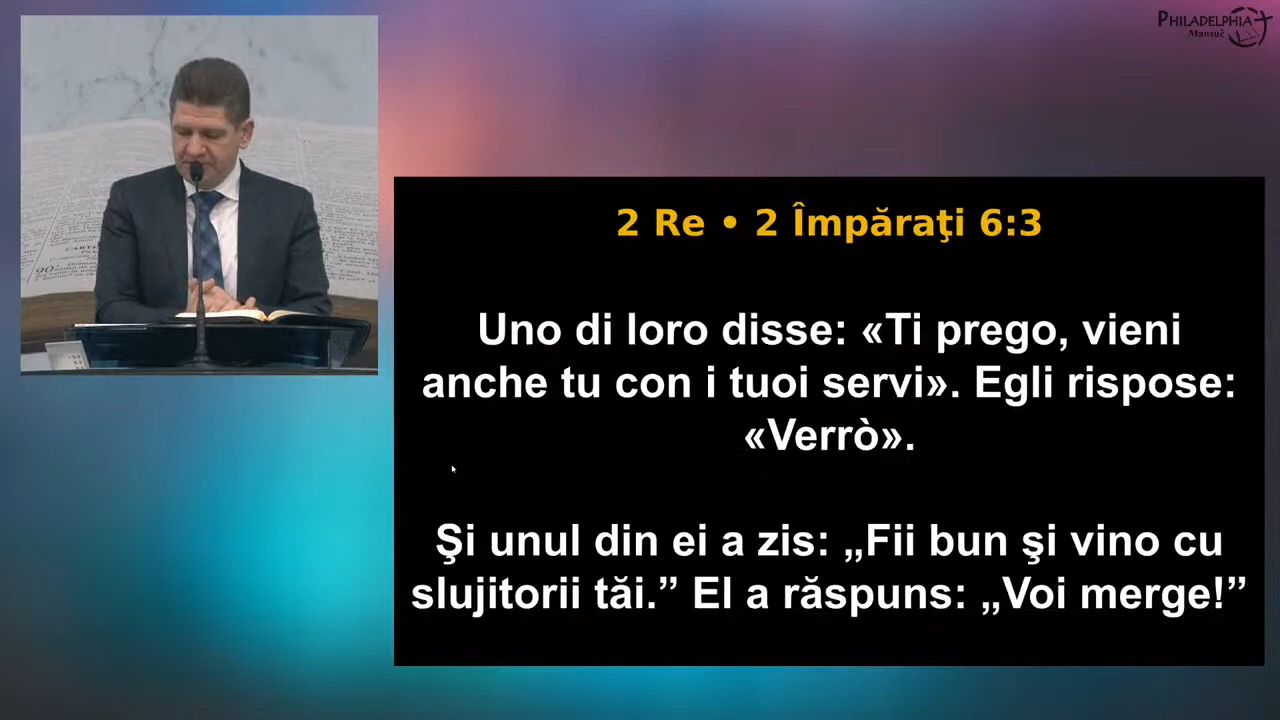 PHILADELPHIA
Mansuè
2 Re • 2 Împăraţi 6:3
Uno di loro disse: «Ti prego, vieni
anche tu con i tuoi servi». Egli rispose:
«Verrò».
Şi unul din ei a zis: „Fii bun şi vino cu
slujitorii tăi.” El a răspuns: „Voi merge!”